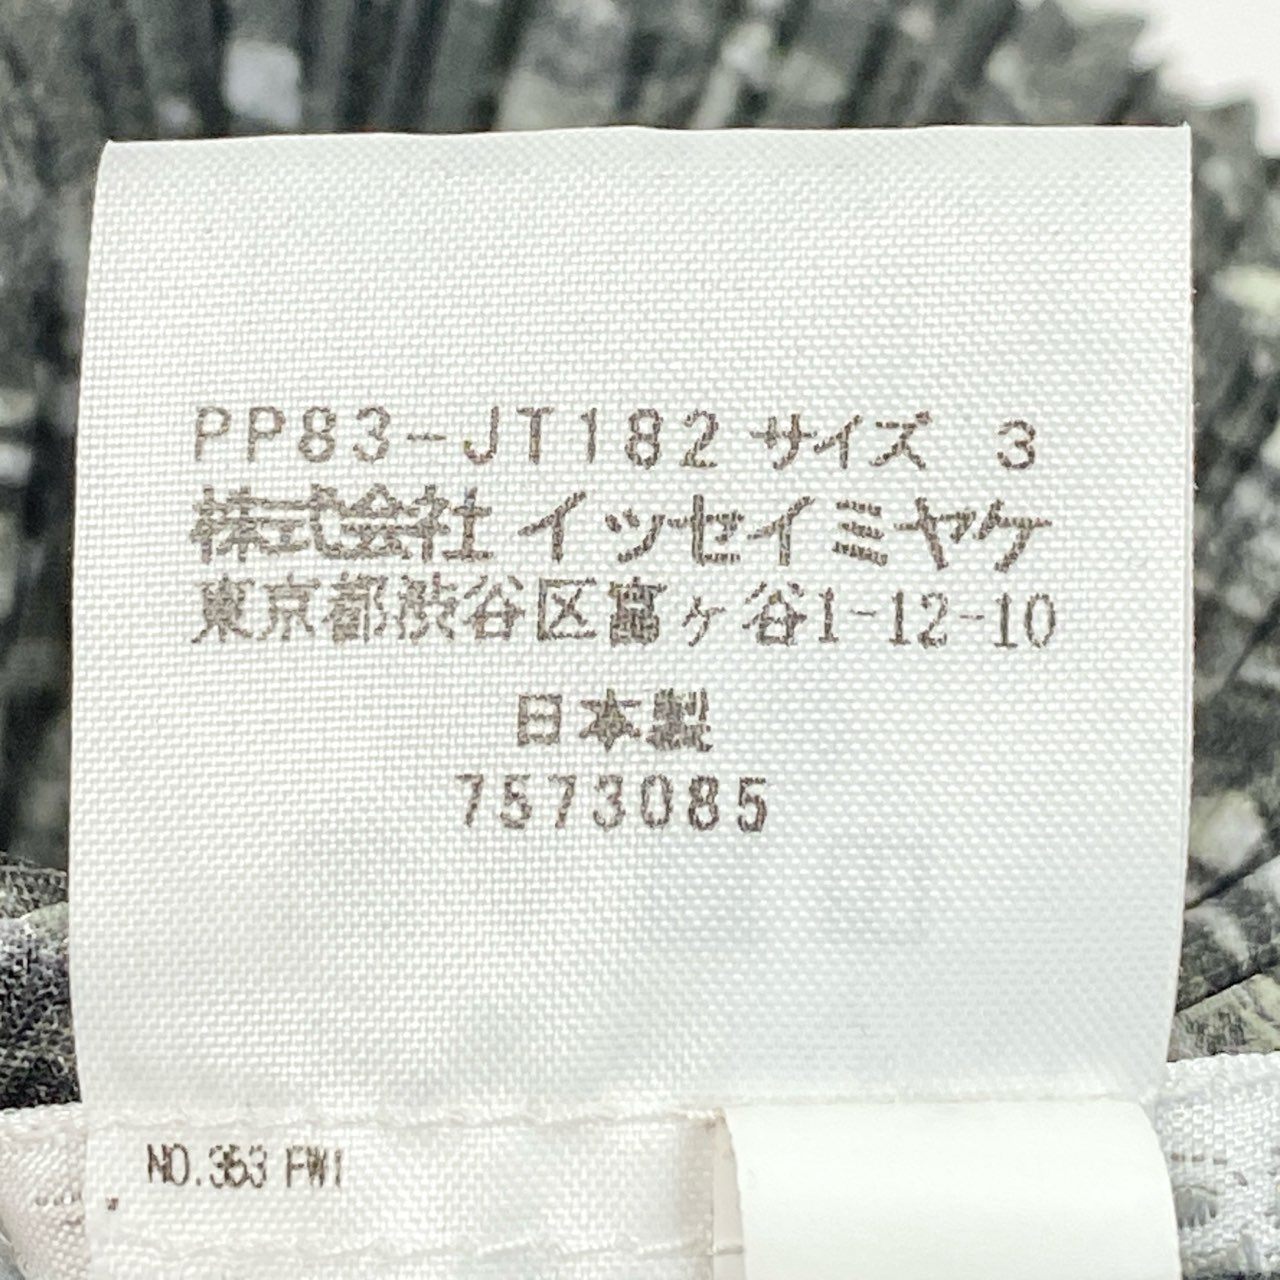 PP83-JT182 サイズ 3
株式会社 イッセイミヤケ
東京都渋谷区富ヶ谷1-12-10
日本製
7573085
NO.353 FW1